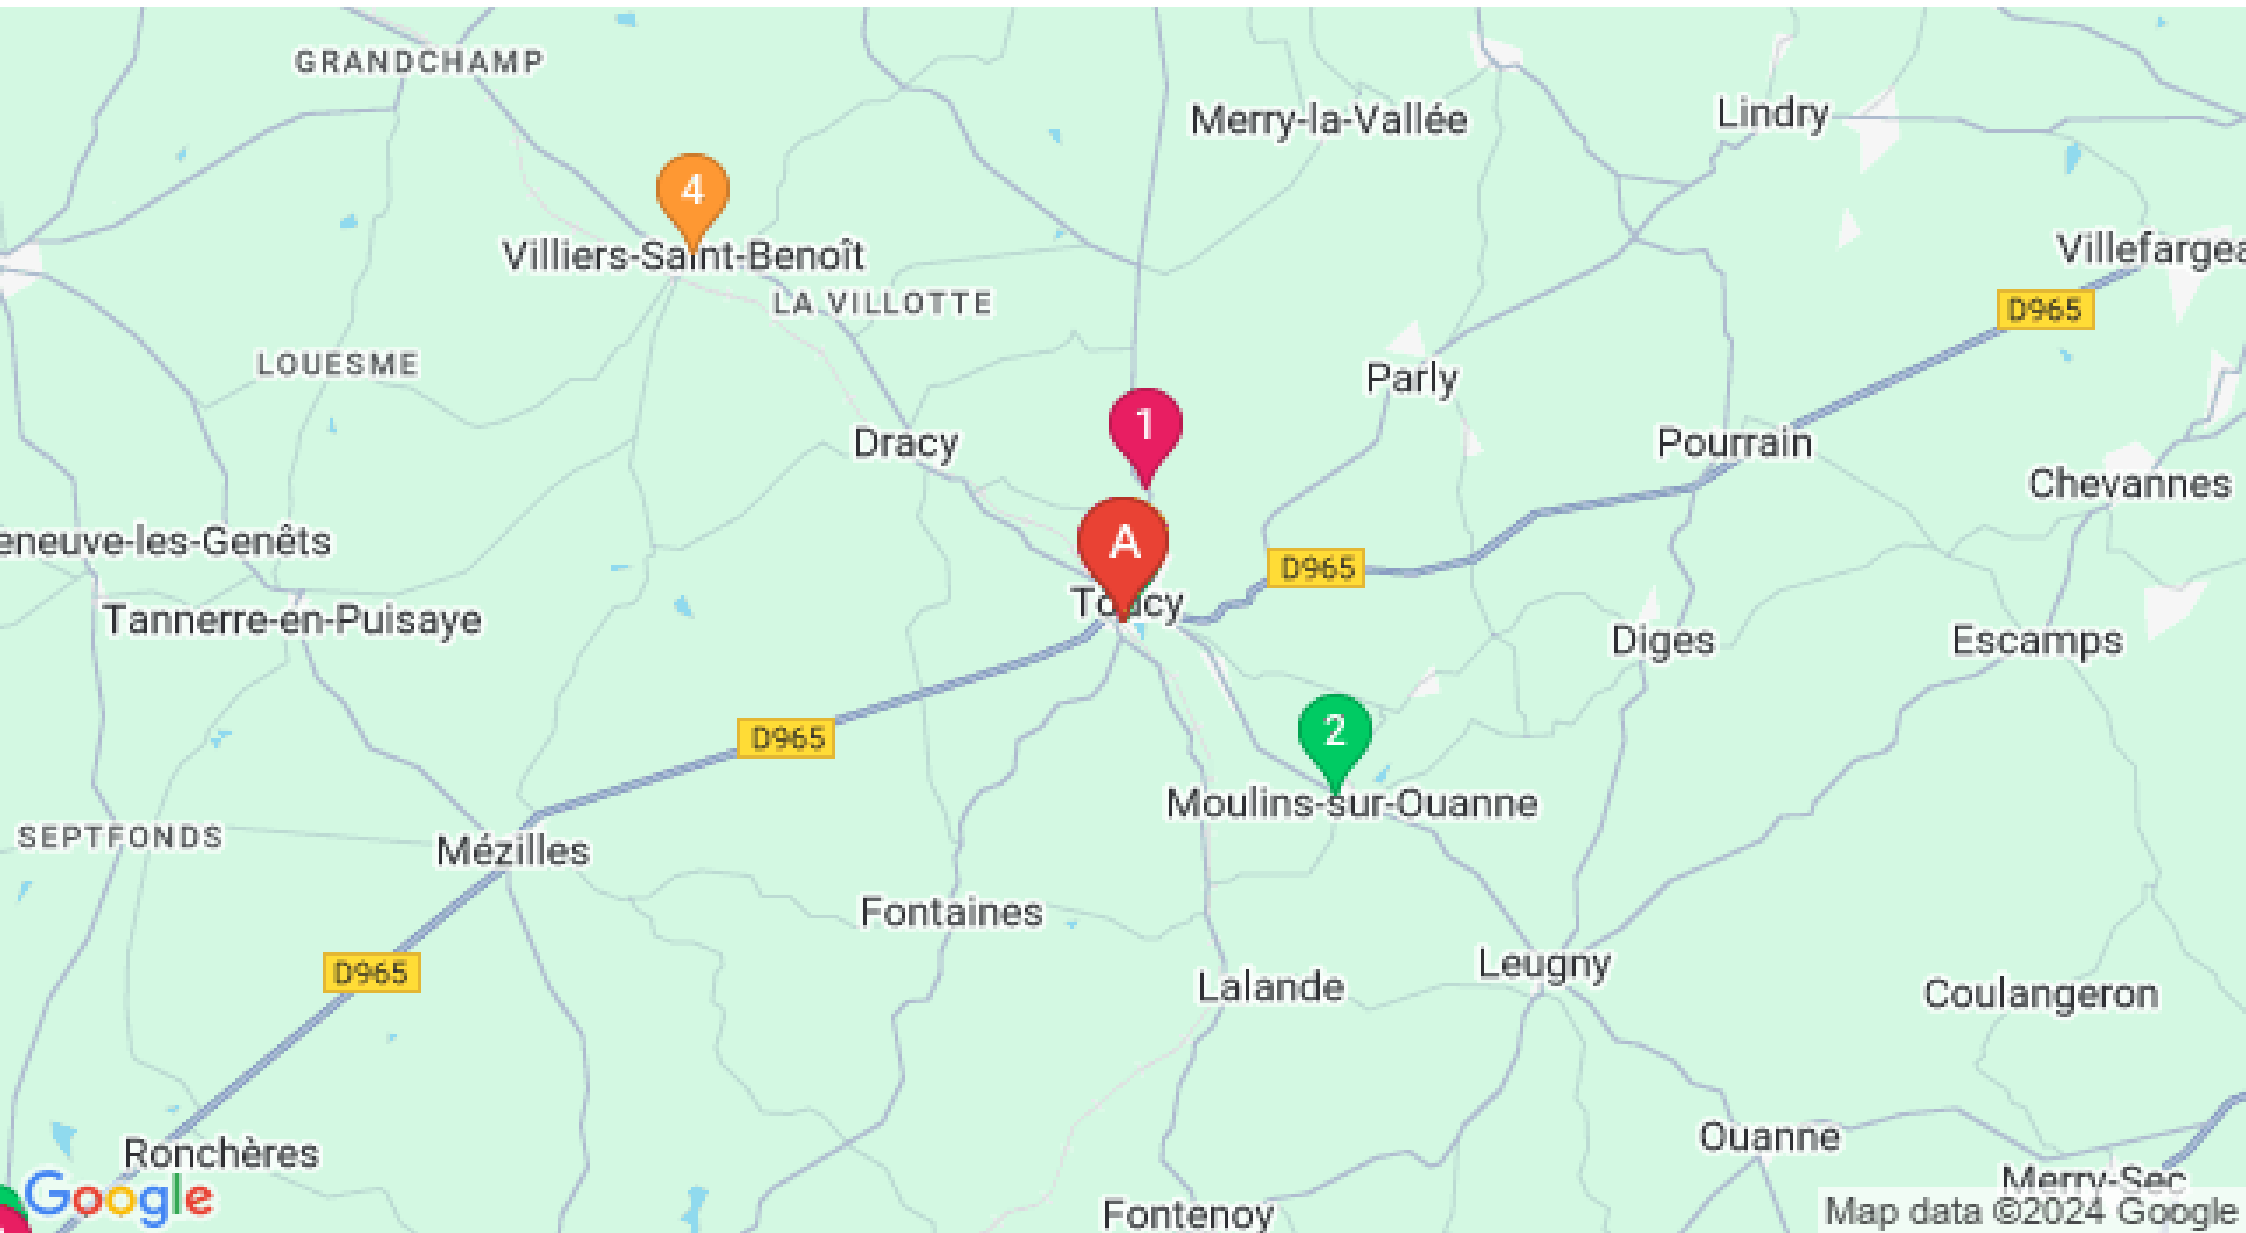 GRANDCHAMP
Merry-la-Vallée
Lindry
4
Villiers-Saint-Benoît
Villefargea
LA VILLOTTE
D965
LOUESME
Parly
1
Dracy
Pourrain
Chevannes
A
eneuve-les-Genêts
D965
Toucy
Tannerre-en-Puisaye
Diges
Escamps
2
D965
Moulins-sur-Ouanne
SEPTFONDS
Mézilles
Fontaines
Leugny
D965
Lalande
Coulangeron
Ouanne
Ronchères
Merry-Sec
Google
Fontenoy
Map data ©2024 Google